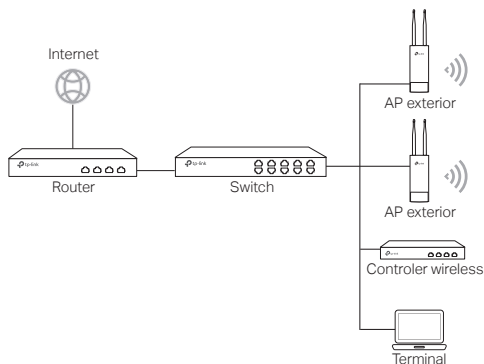 Internet
tp-link
Router
tp-link
Switch
AP exterior
AP exterior
Controler wireless
Terminal